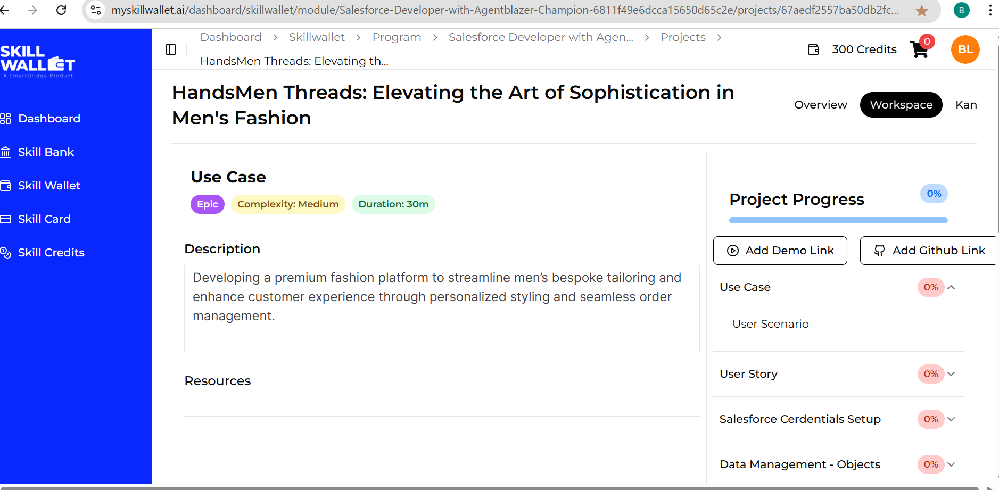 myskillwallet.ai/dashboard/skillwallet/module/Salesforce-Developer-with-Agentblazer-Champion-6811f49e6dcca15650d65c2e/projects/67aedf2557ba50db2fc...
B
SKILL
WALLET
A SmartBridge Product
Dashboard
Skill Bank
Skill Wallet
Skill Card
Skill Credits
Dashboard > Skillwallet > Program > Salesforce Developer with Agen... > Projects >
HandsMen Threads: Elevating th...
300 Credits
0
BL
HandsMen Threads: Elevating the Art of Sophistication in
Men's Fashion
Overview
Workspace
Kan
Use Case
Epic
Complexity: Medium
Duration: 30m
Description
Developing a premium fashion platform to streamline men’s bespoke tailoring and
enhance customer experience through personalized styling and seamless order
management.
Resources
Project Progress
0%
Add Demo Link
Add Github Link
Use Case
0%
User Scenario
User Story
0%
Salesforce Cerdentials Setup
0%
Data Management - Objects
0%